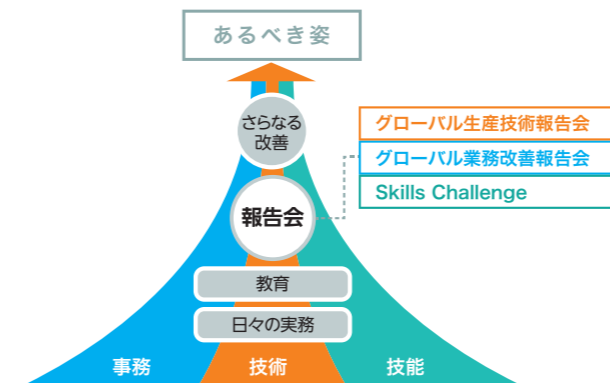 あるべき姿
さらなる
改善
グローバル生産技術報告会
グローバル業務改善報告会
Skills Challenge
報告会
教育
日々の実務
事務
技術
技能